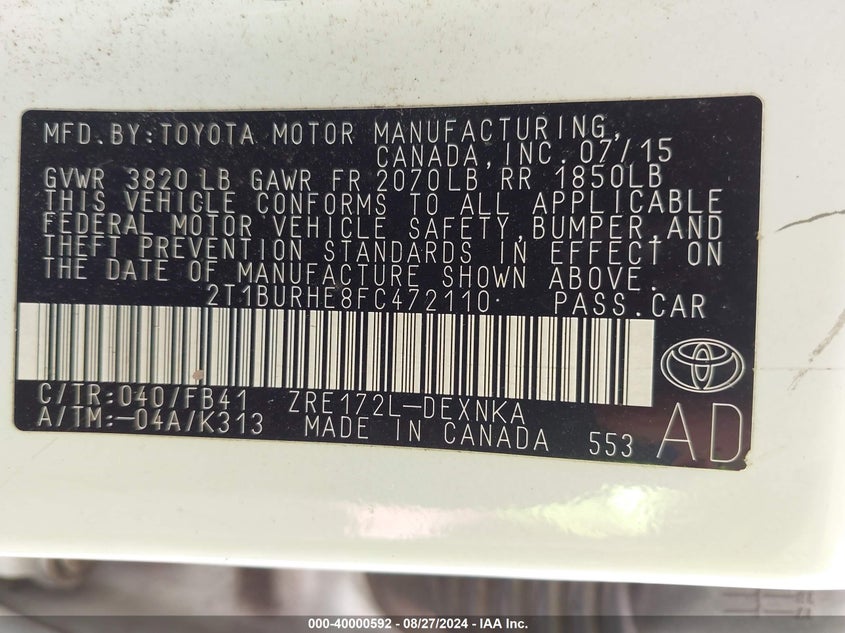 MFD.BY:TOYOTA MOTOR MANUFACTURING,
CANADA,INC.07/15
GVWR 3820LB GAWR FR 2070LB RR 1850LB
THIS VEHICLE CONFORMS TO ALL APPLICABLE
FEDERAL MOTOR VEHICLE SAFETY,BUMPER,AND
THEFT PREVENTION STANDARDS IN EFFECT ON
THE DATE OF MANUFACTURE SHOWN ABOVE.
2T1BURHE8FC472110 PASS.CAR
C/TR:040/FB41 ZRE172L-DEXNKA
A/TM:-04A/K313 MADE IN CANADA 553 AD
000-40000592 - 08/27/2024 - IAA Inc.